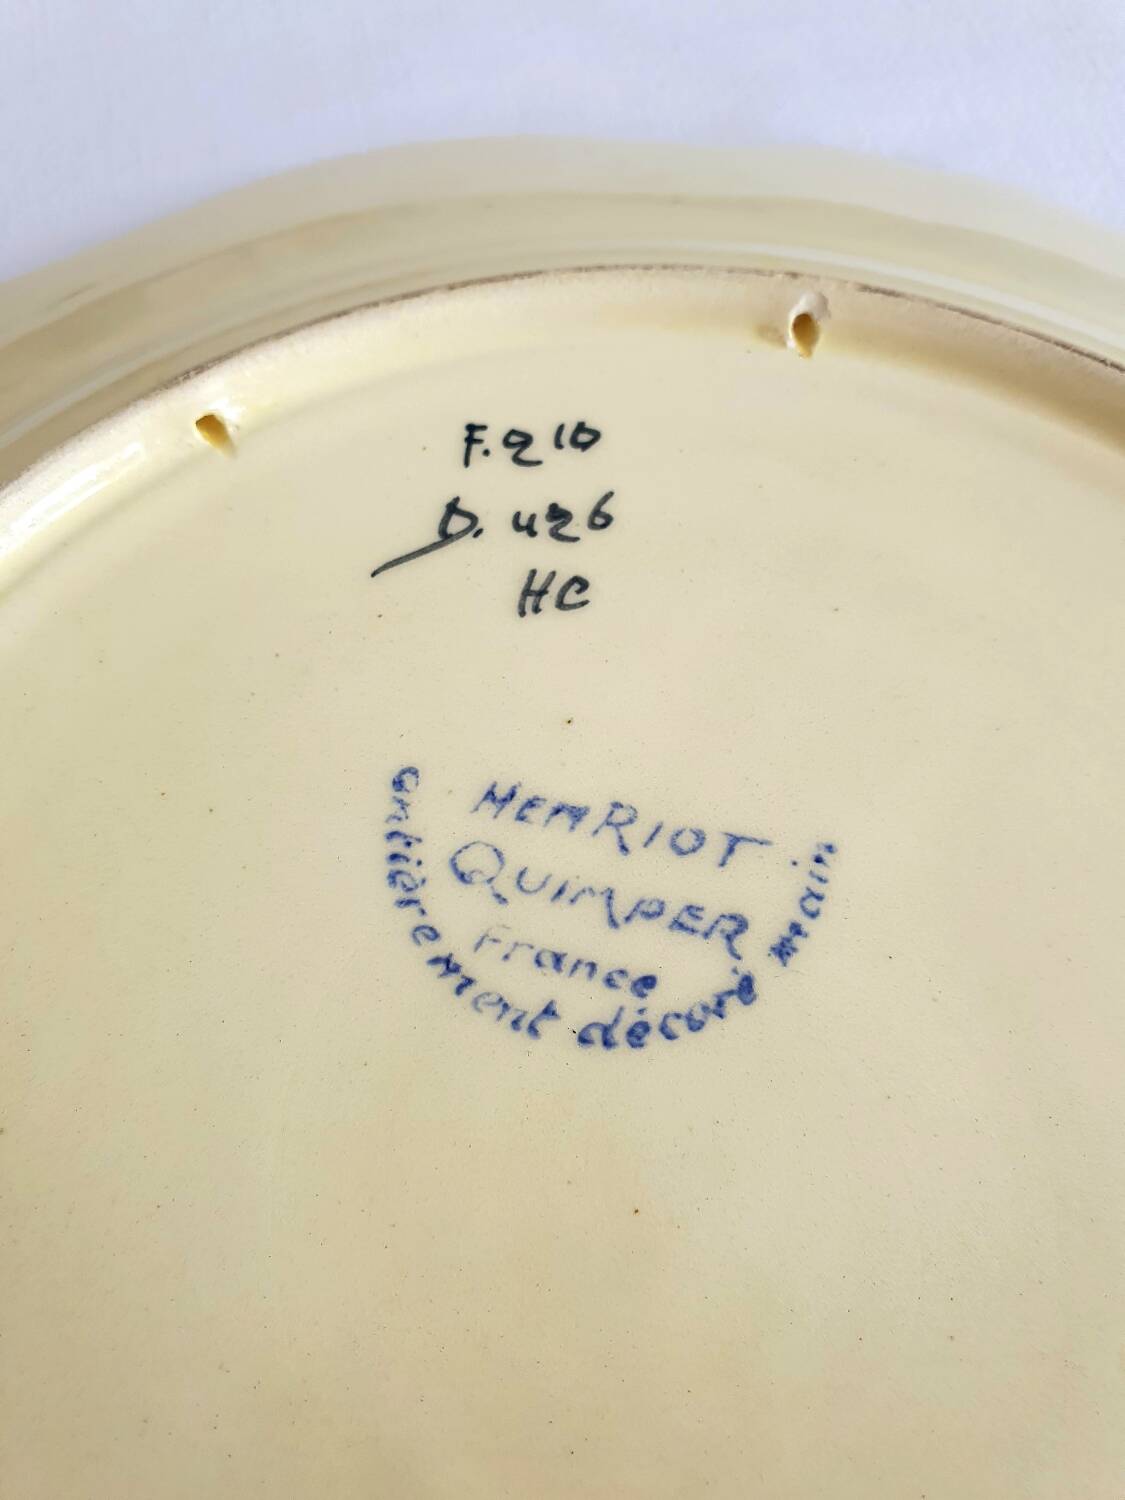 F.210
D.426
HC
HENRIOT
QUIMPER
France
entièrement décoré main